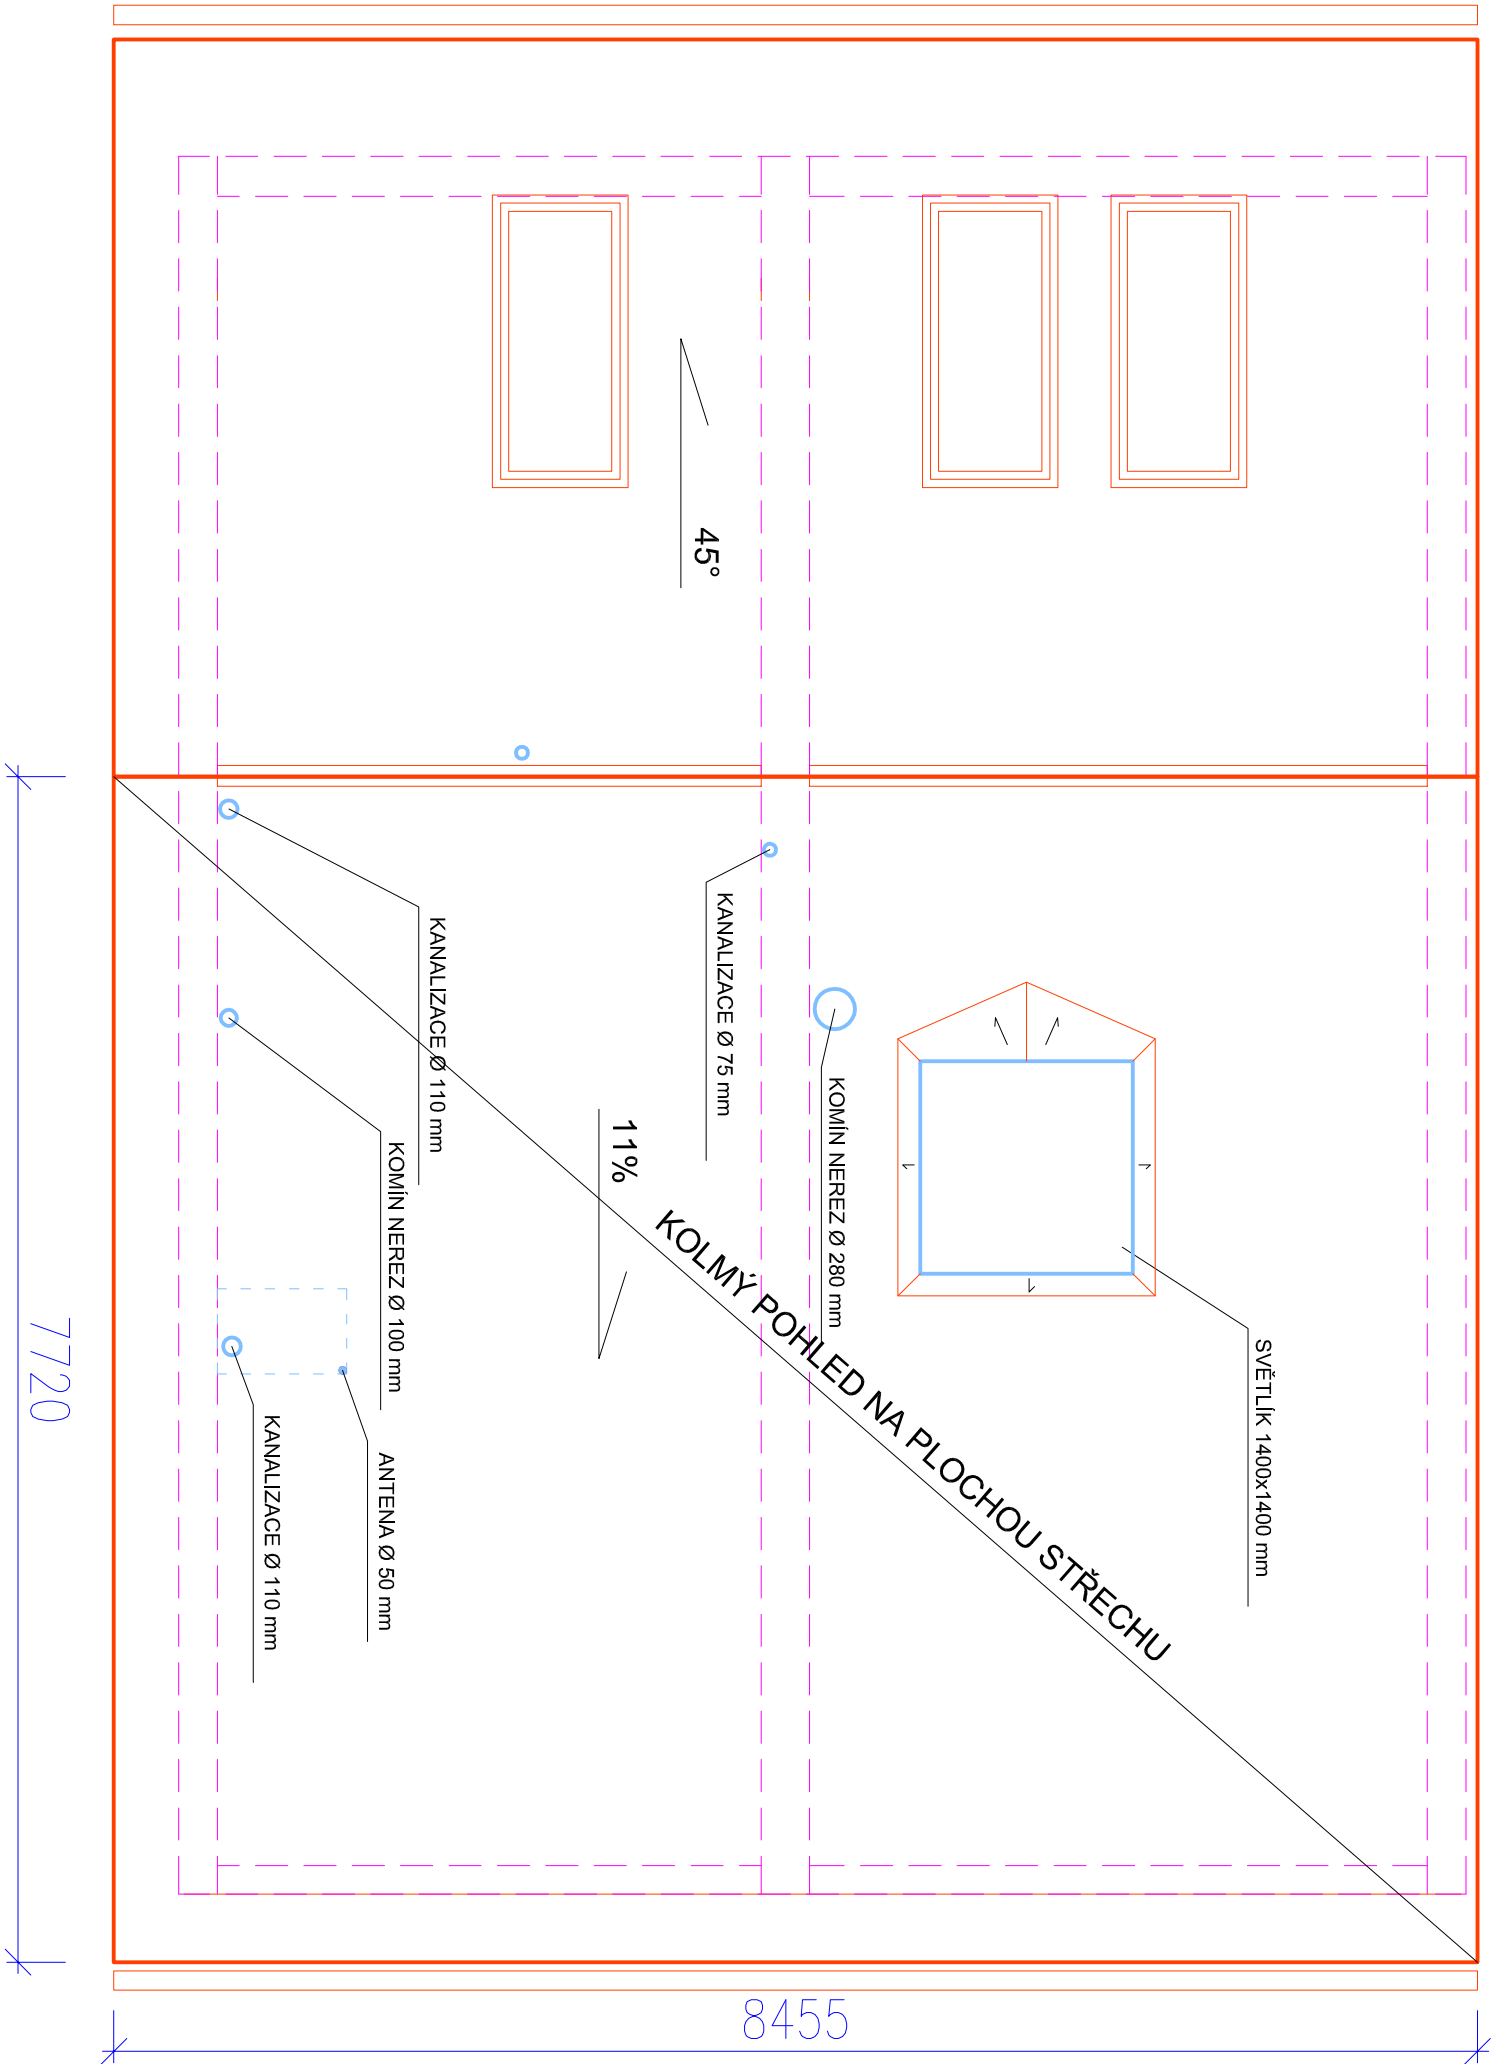 45°
KANALIZACE Ø 110 mm
KANALIZACE Ø 75 mm
KOMÍN NEREZ Ø 280 mm
KOMÍN NEREZ Ø 100 mm
11%
KOLMÝ POHLED NA PLOCHOU STŘECHU
SVĚTLÍK 1400x1400 mm
ANTENA Ø 50 mm
KANALIZACE Ø 110 mm
7720
8455